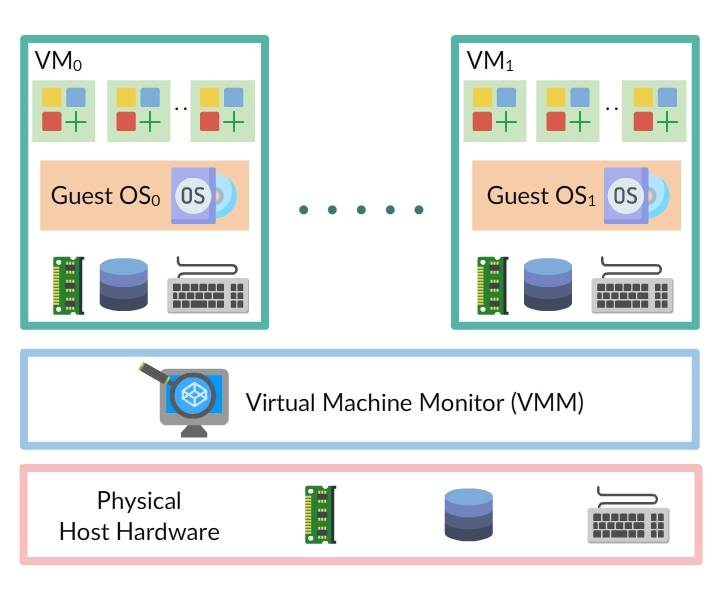 VM₀
VM₁
Guest OS₀ OS
Guest OS₁ OS
Virtual Machine Monitor (VMM)
Physical
Host Hardware